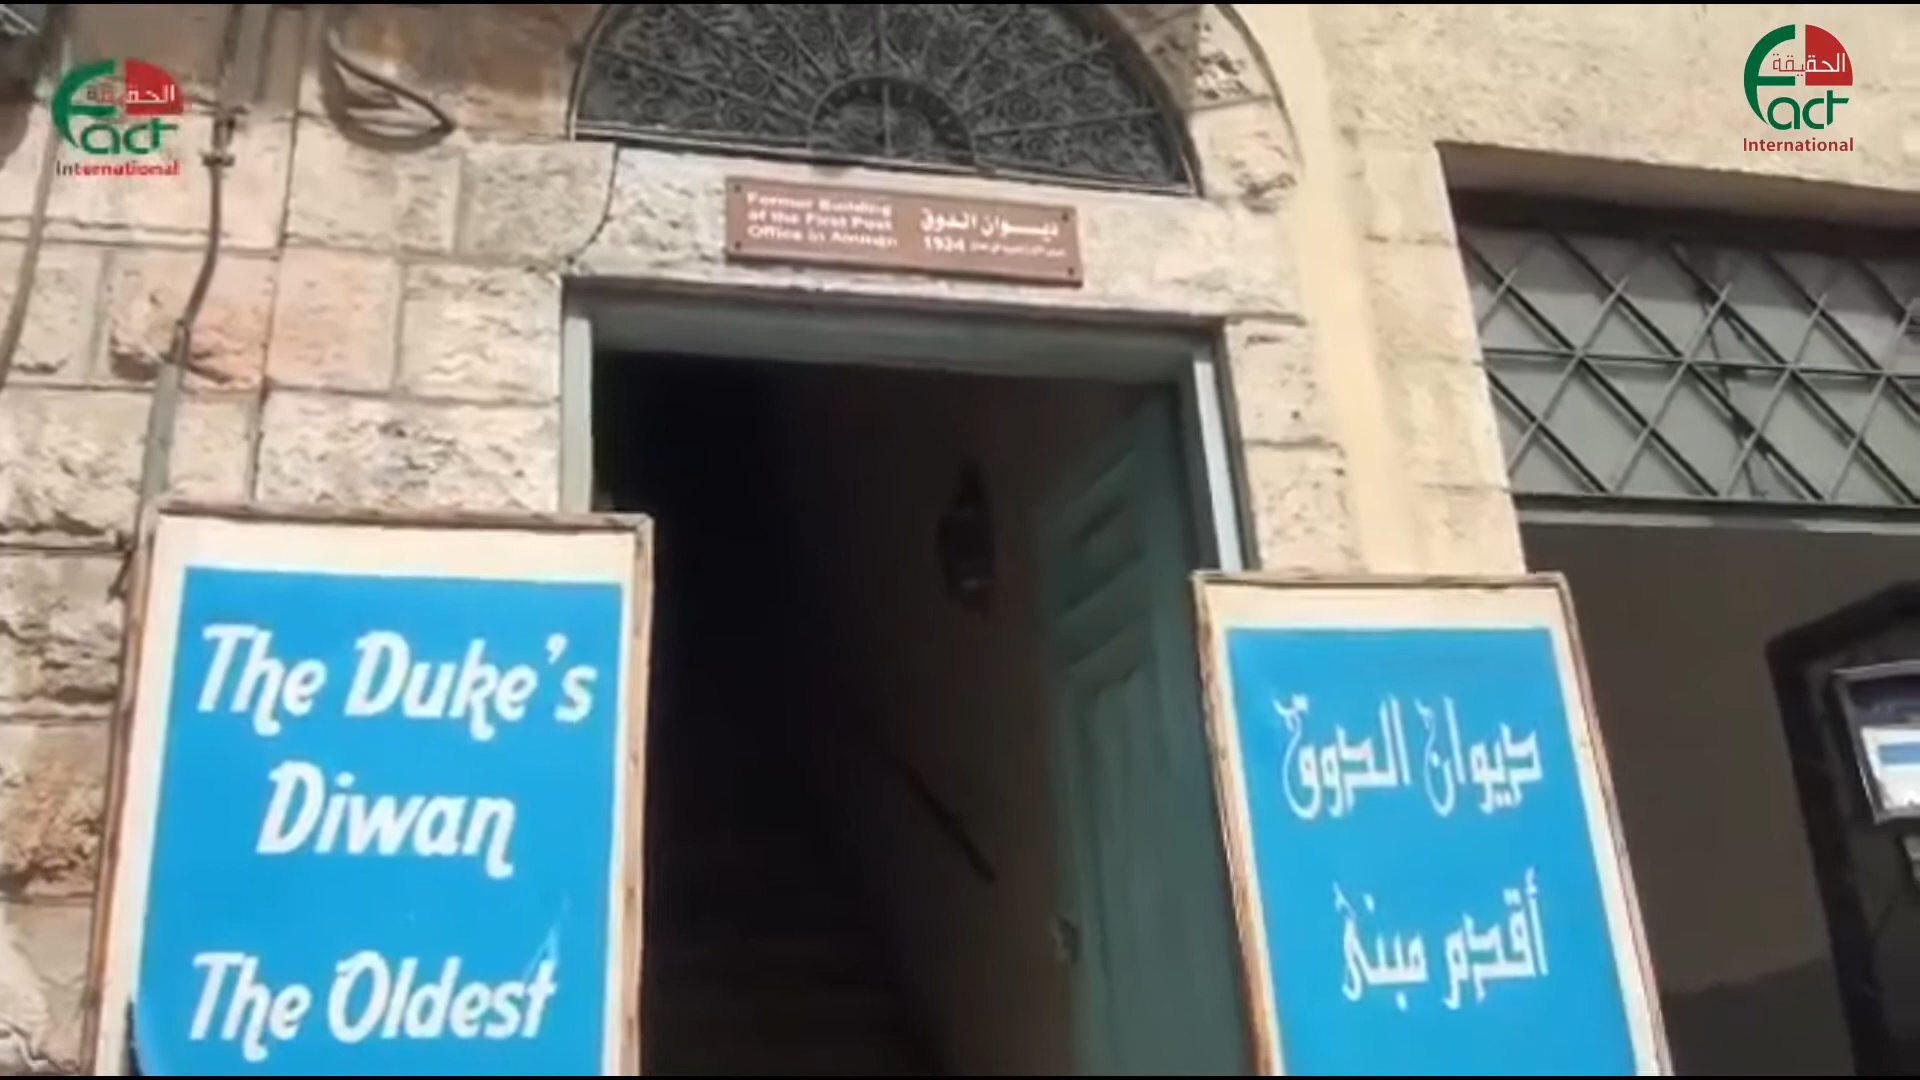 الحقيقة
Fact
International
الحقيقة
Fact
International
Former Building
of the First Post
Office in Amman
ديوان الدوق
1924
The Duke's
Diwan
The Oldest
ديوان الدوق
أقدم مبنى